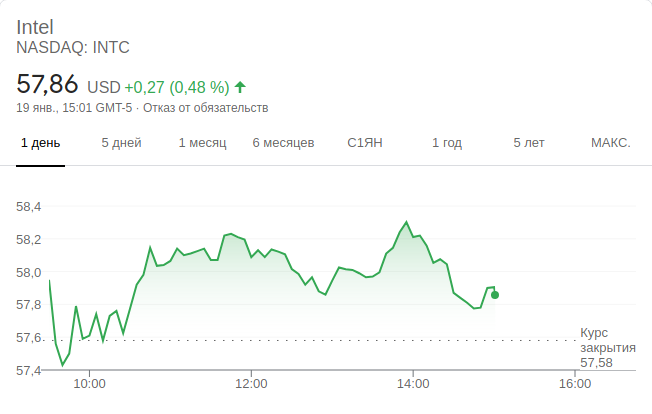 Intel
NASDAQ: INTC
57,86 USD +0,27 (0,48 %)
19 янв., 15:01 GMT-5 · Отказ от обязательств
1 день 5 дней 1 месяц 6 месяцев С1ЯН 1 год 5 лет МАКС.
58,4
58,2
58,0
57,8
57,6
57,4
Курс
закрытия
57,58
10:00 12:00 14:00 16:00